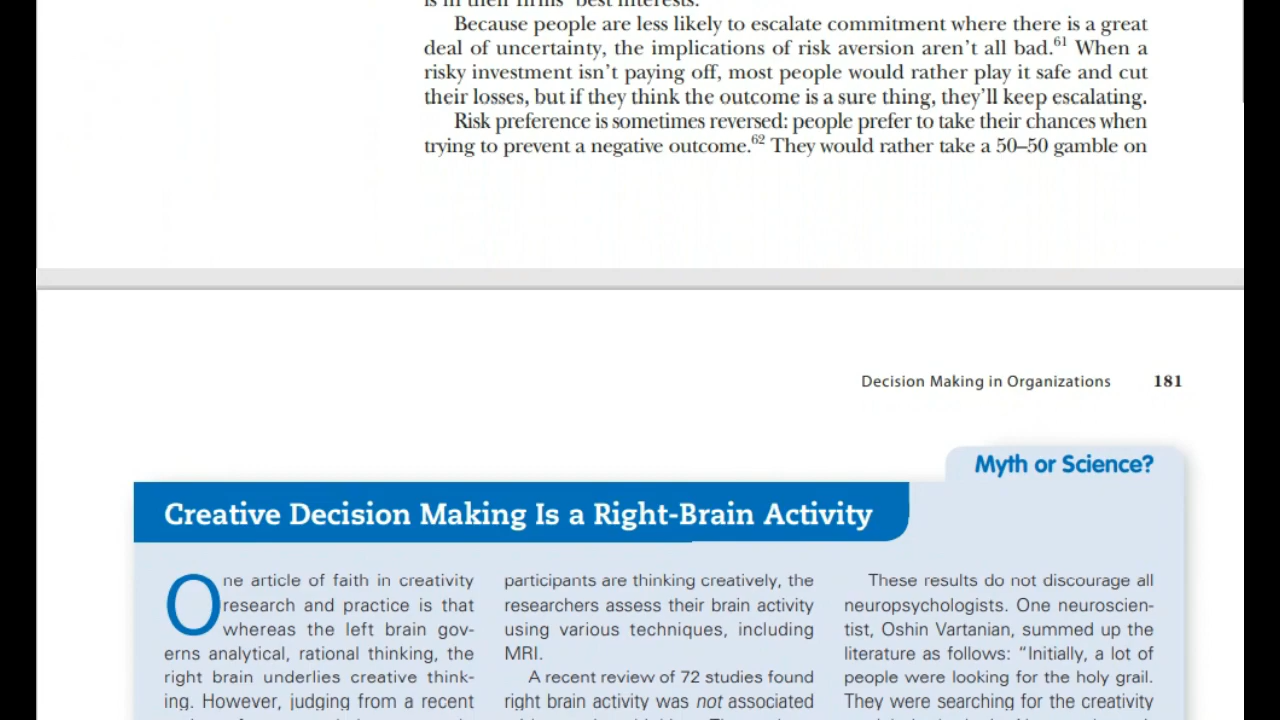 is in their firms' best interests.
Because people are less likely to escalate commitment where there is a great
deal of uncertainty, the implications of risk aversion aren't all bad.61 When a
risky investment isn't paying off, most people would rather play it safe and cut
their losses, but if they think the outcome is a sure thing, they'll keep escalating.
Risk preference is sometimes reversed: people prefer to take their chances when
trying to prevent a negative outcome.62 They would rather take a 50–50 gamble on
Decision Making in Organizations 181
Myth or Science?
Creative Decision Making Is a Right-Brain Activity
One article of faith in creativity
research and practice is that
whereas the left brain gov-
erns analytical, rational thinking, the
right brain underlies creative think-
ing. However, judging from a recent
participants are thinking creatively, the
researchers assess their brain activity
using various techniques, including
MRI.
A recent review of 72 studies found
right brain activity was not associated
These results do not discourage all
neuropsychologists. One neuroscien-
tist, Oshin Vartanian, summed up the
literature as follows: "Initially, a lot of
people were looking for the holy grail.
They were searching for the creativity